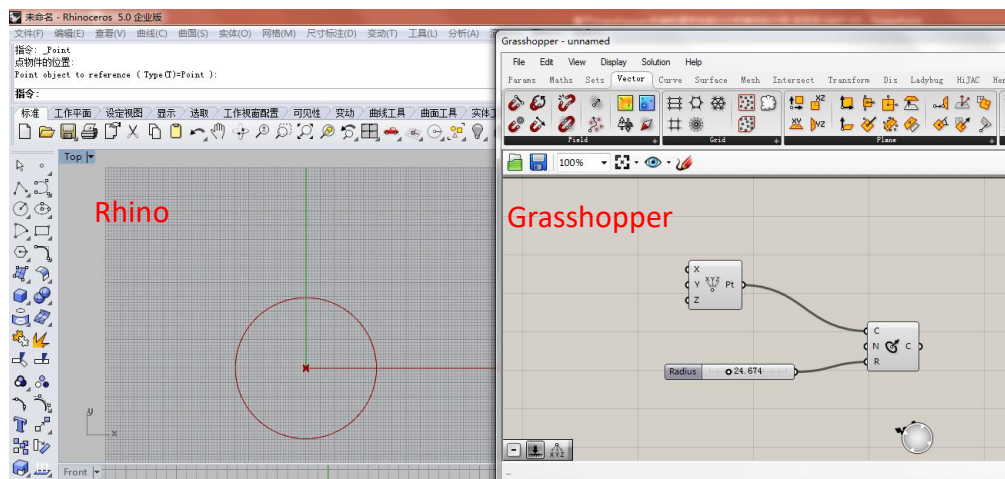 未命名 - Rhinoceros 5.0 企业版
文件(F) 编辑(E) 查看(V) 曲线(C) 曲面(S) 实体(O) 网格(M) 尺寸标注(D) 变动(T) 工具(L) 分析(A)
指令: _Point
点物件的位置:
Point object to reference ( Type(T)=Point ):
指令:
标准 工作平面 设定视图 显示 选取 工作视窗配置 可见性 变动 曲线工具 曲面工具 实体工
Top
Rhino
y
x
Front
Grasshopper - unnamed
File Edit View Display Solution Help
Params Maths Sets Vector Curve Surface Mesh Intersect Transform Dis Ladybug HiJAC Her
Field Grid Plane
100%
Grasshopper
X
Y XYZ Pt
Z
C
N C
R
Radius 24.674
XYZ